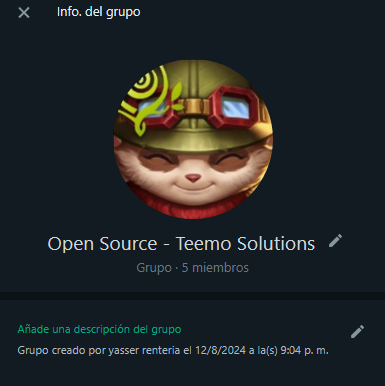 Info. del grupo
Open Source - Teemo Solutions
Grupo · 5 miembros
Añade una descripción del grupo
Grupo creado por yasser renteria el 12/8/2024 a la(s) 9:04 p. m.